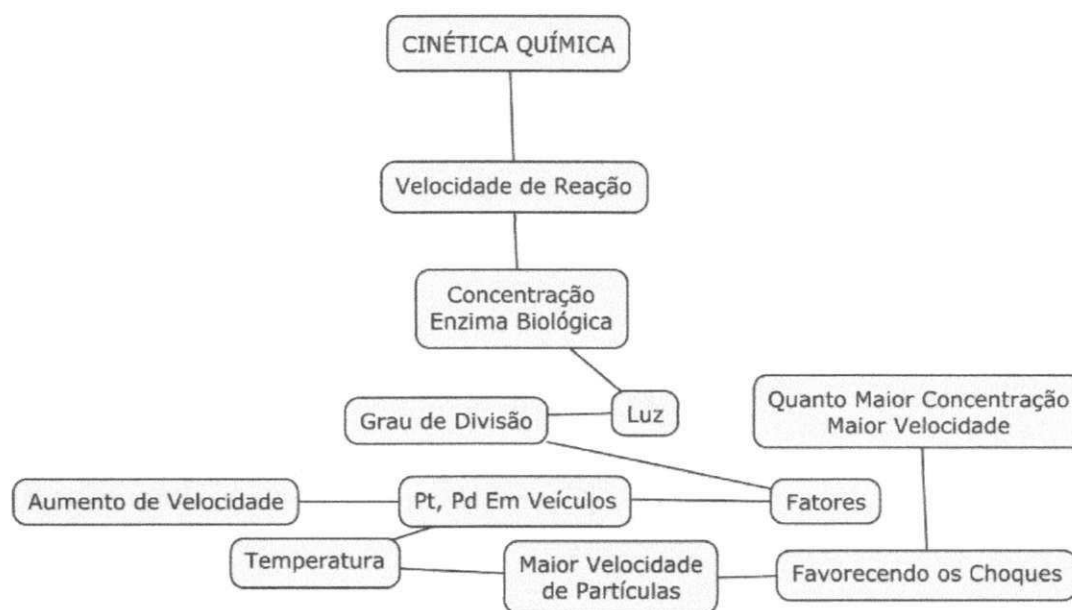 CINÉTICA QUÍMICA
Velocidade de Reação
Concentração
Enzima Biológica
Luz
Grau de Divisão
Quanto Maior Concentração
Maior Velocidade
Aumento de Velocidade
Pt, Pd Em Veículos
Fatores
Temperatura
Maior Velocidade
de Partículas
Favorecendo os Choques